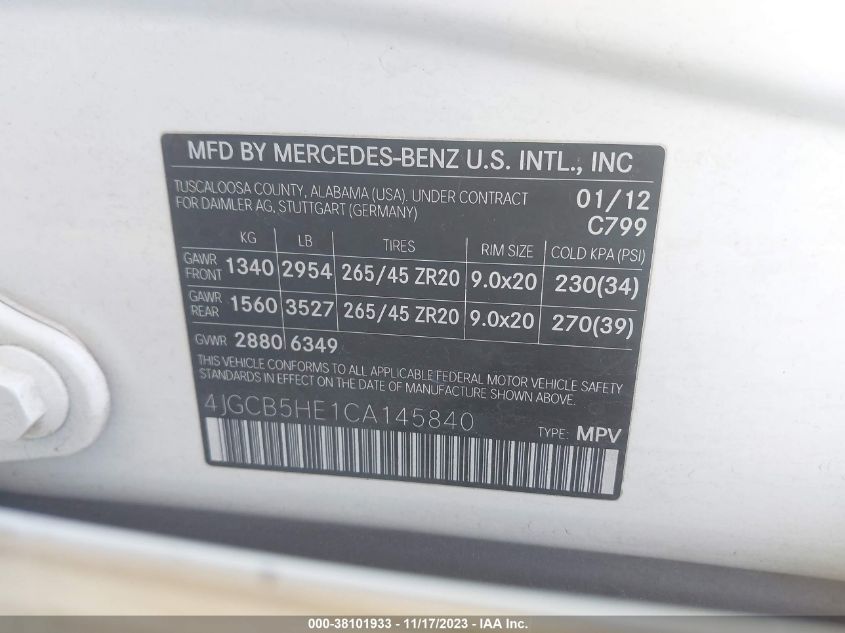 MFD BY MERCEDES-BENZ U.S. INTL., INC
TUSCALOOSA COUNTY, ALABAMA (USA). UNDER CONTRACT
FOR DAIMLER AG, STUTTGART (GERMANY)
01/12
C799
KG LB TIRES RIM SIZE COLD KPA (PSI)
GAWR FRONT 1340 2954 265/45 ZR20 9.0x20 230(34)
GAWR REAR 1560 3527 265/45 ZR20 9.0x20 270(39)
GVWR 2880 6349
THIS VEHICLE CONFORMS TO ALL APPLICABLE FEDERAL MOTOR VEHICLE SAFETY
STANDARDS IN EFFECT ON THE DATE OF MANUFACTURE SHOWN ABOVE.
4JGCB5HE1CA145840
TYPE: MPV
000-38101933 - 11/17/2023 - 4IAA Inc.